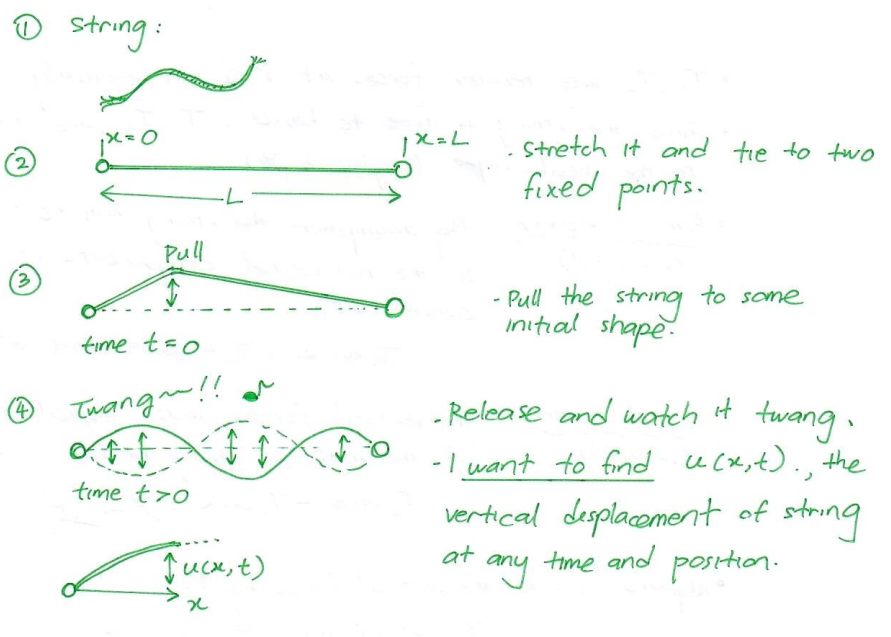 ① String:
② x=0
x=L
L
· Stretch it and tie to two
fixed points.
③ Pull
time t=0
- Pull the string to some
initial shape.
④ Twang~!!
time t>0
- Release and watch it twang.
- I want to find u(x,t)., the
vertical displacement of string
at any time and position.
u(x,t)
x